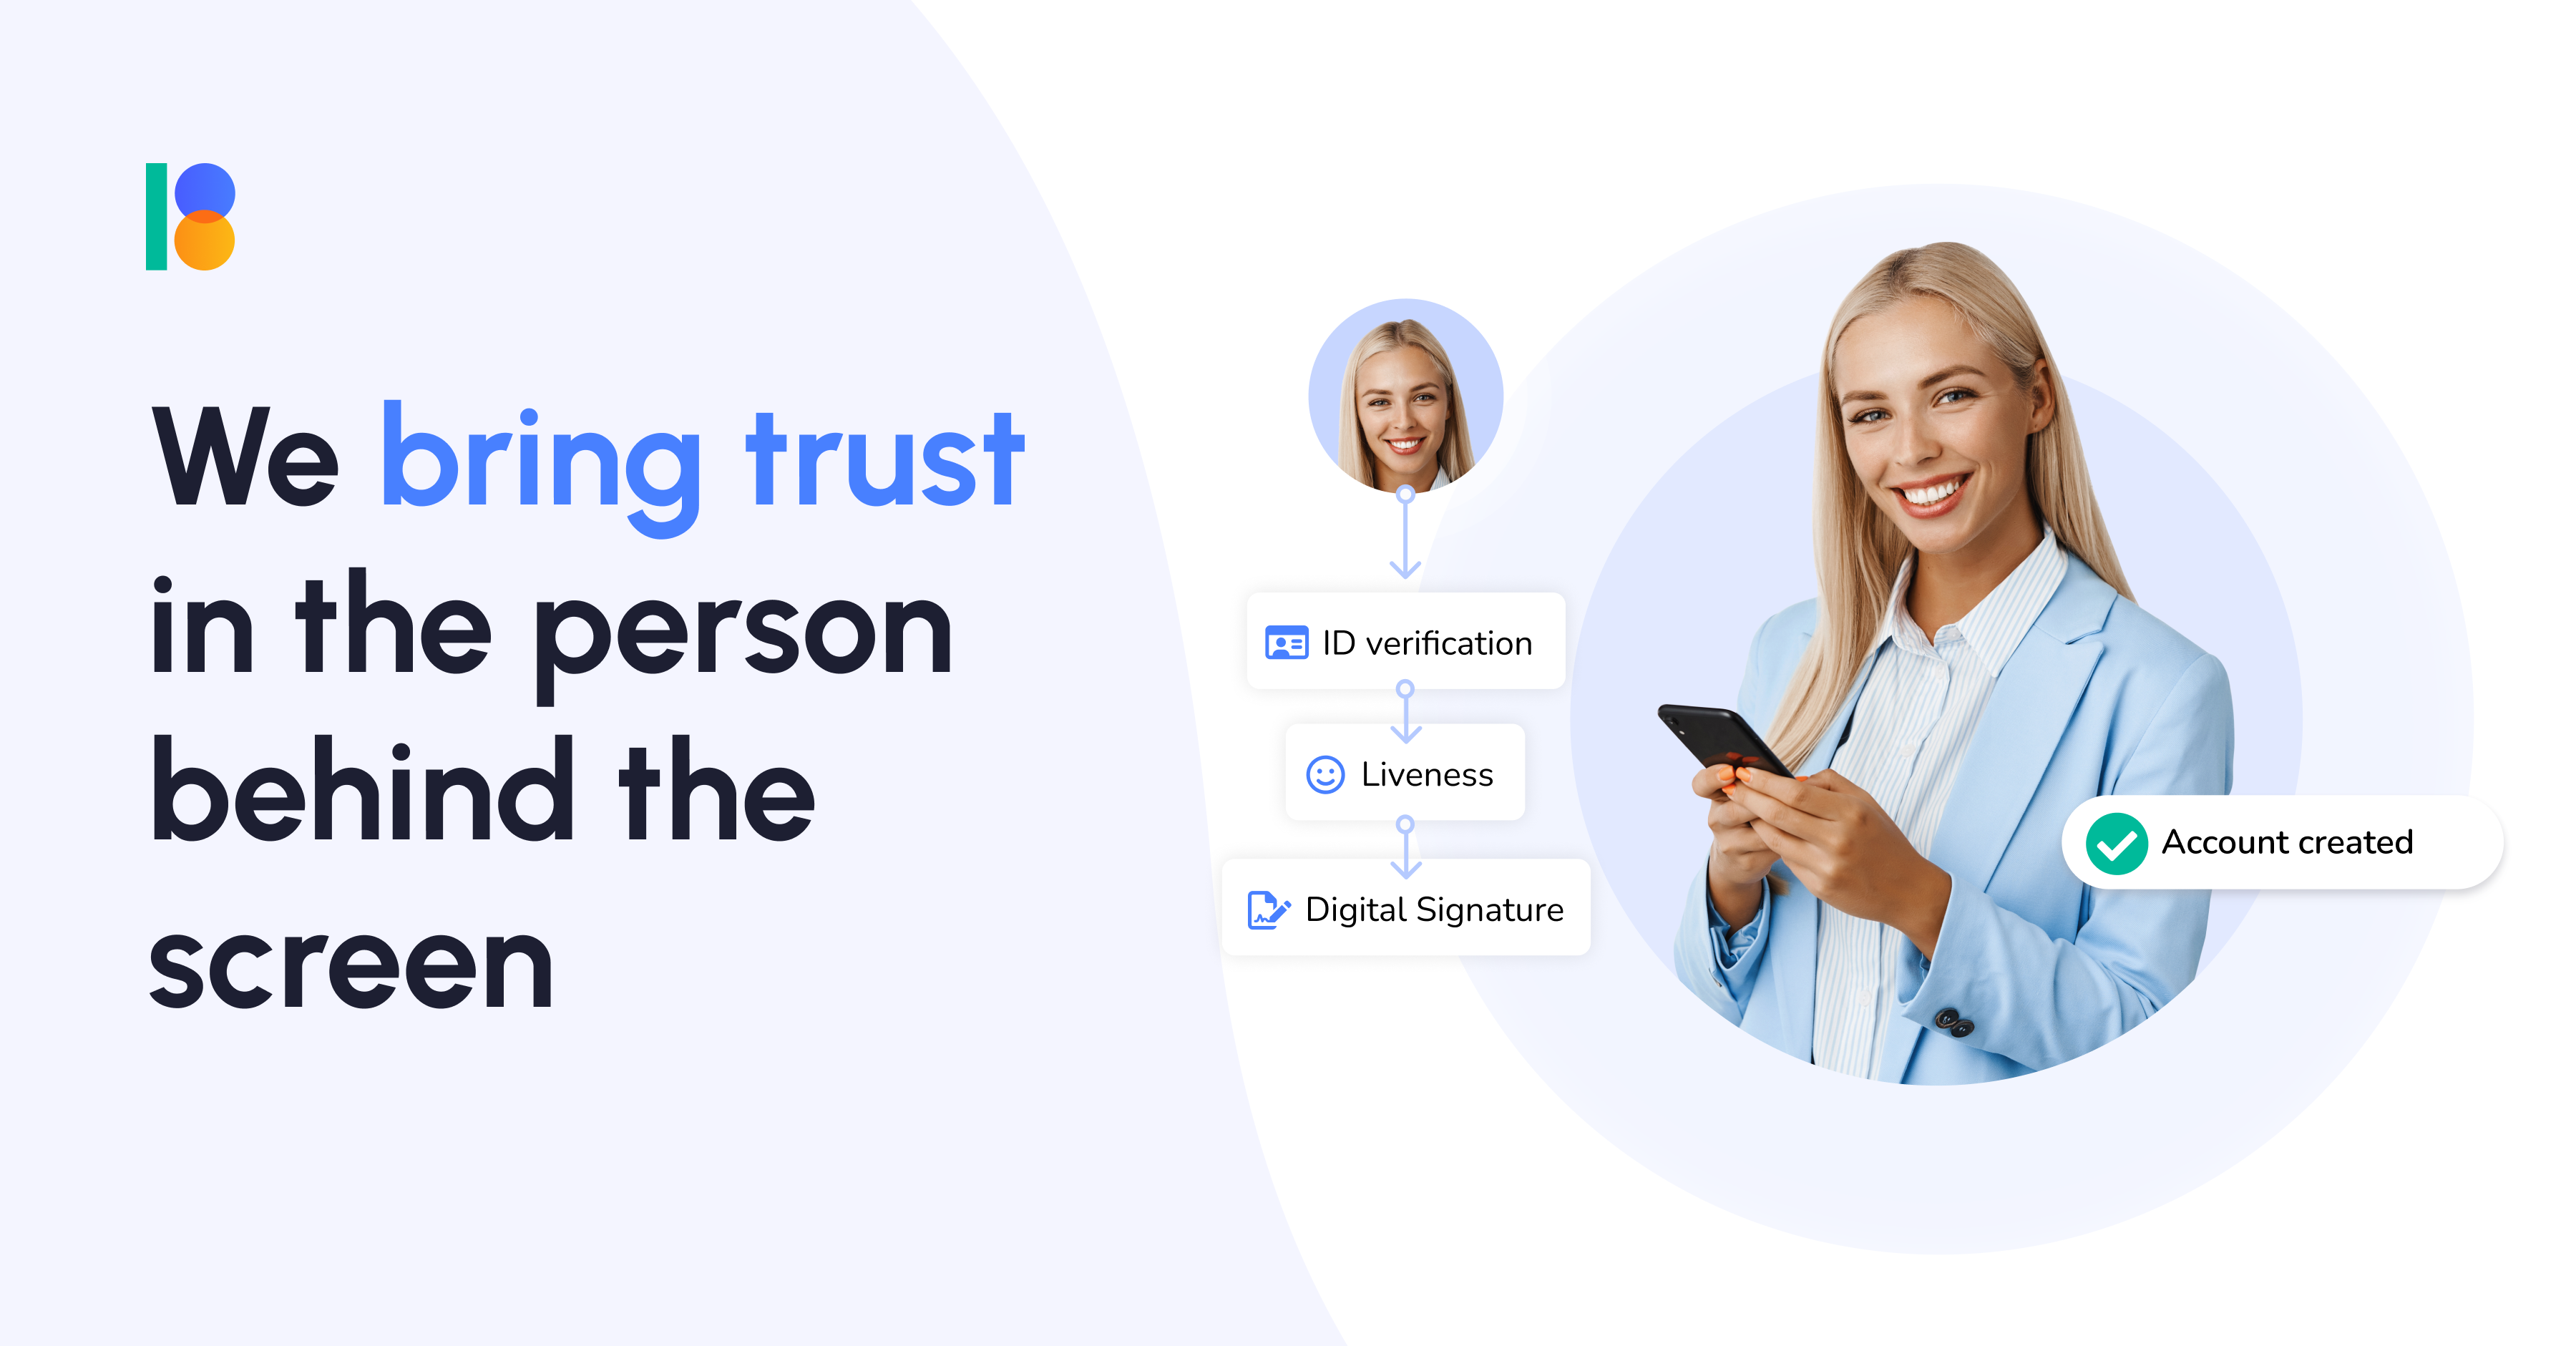 We bring trust
in the person
behind the
screen
ID verification
Liveness
Digital Signature
Account created